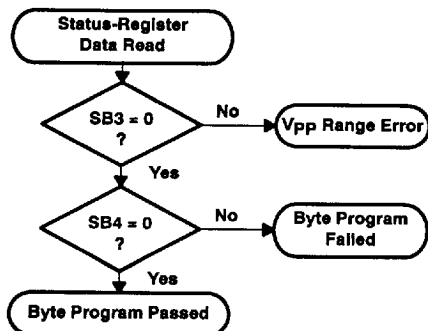 Status-Register
Data Read
SB3 = 0
?
No
VPP Range Error
Yes
SB4 = 0
?
No
Byte Program
Failed
Yes
Byte Program Passed